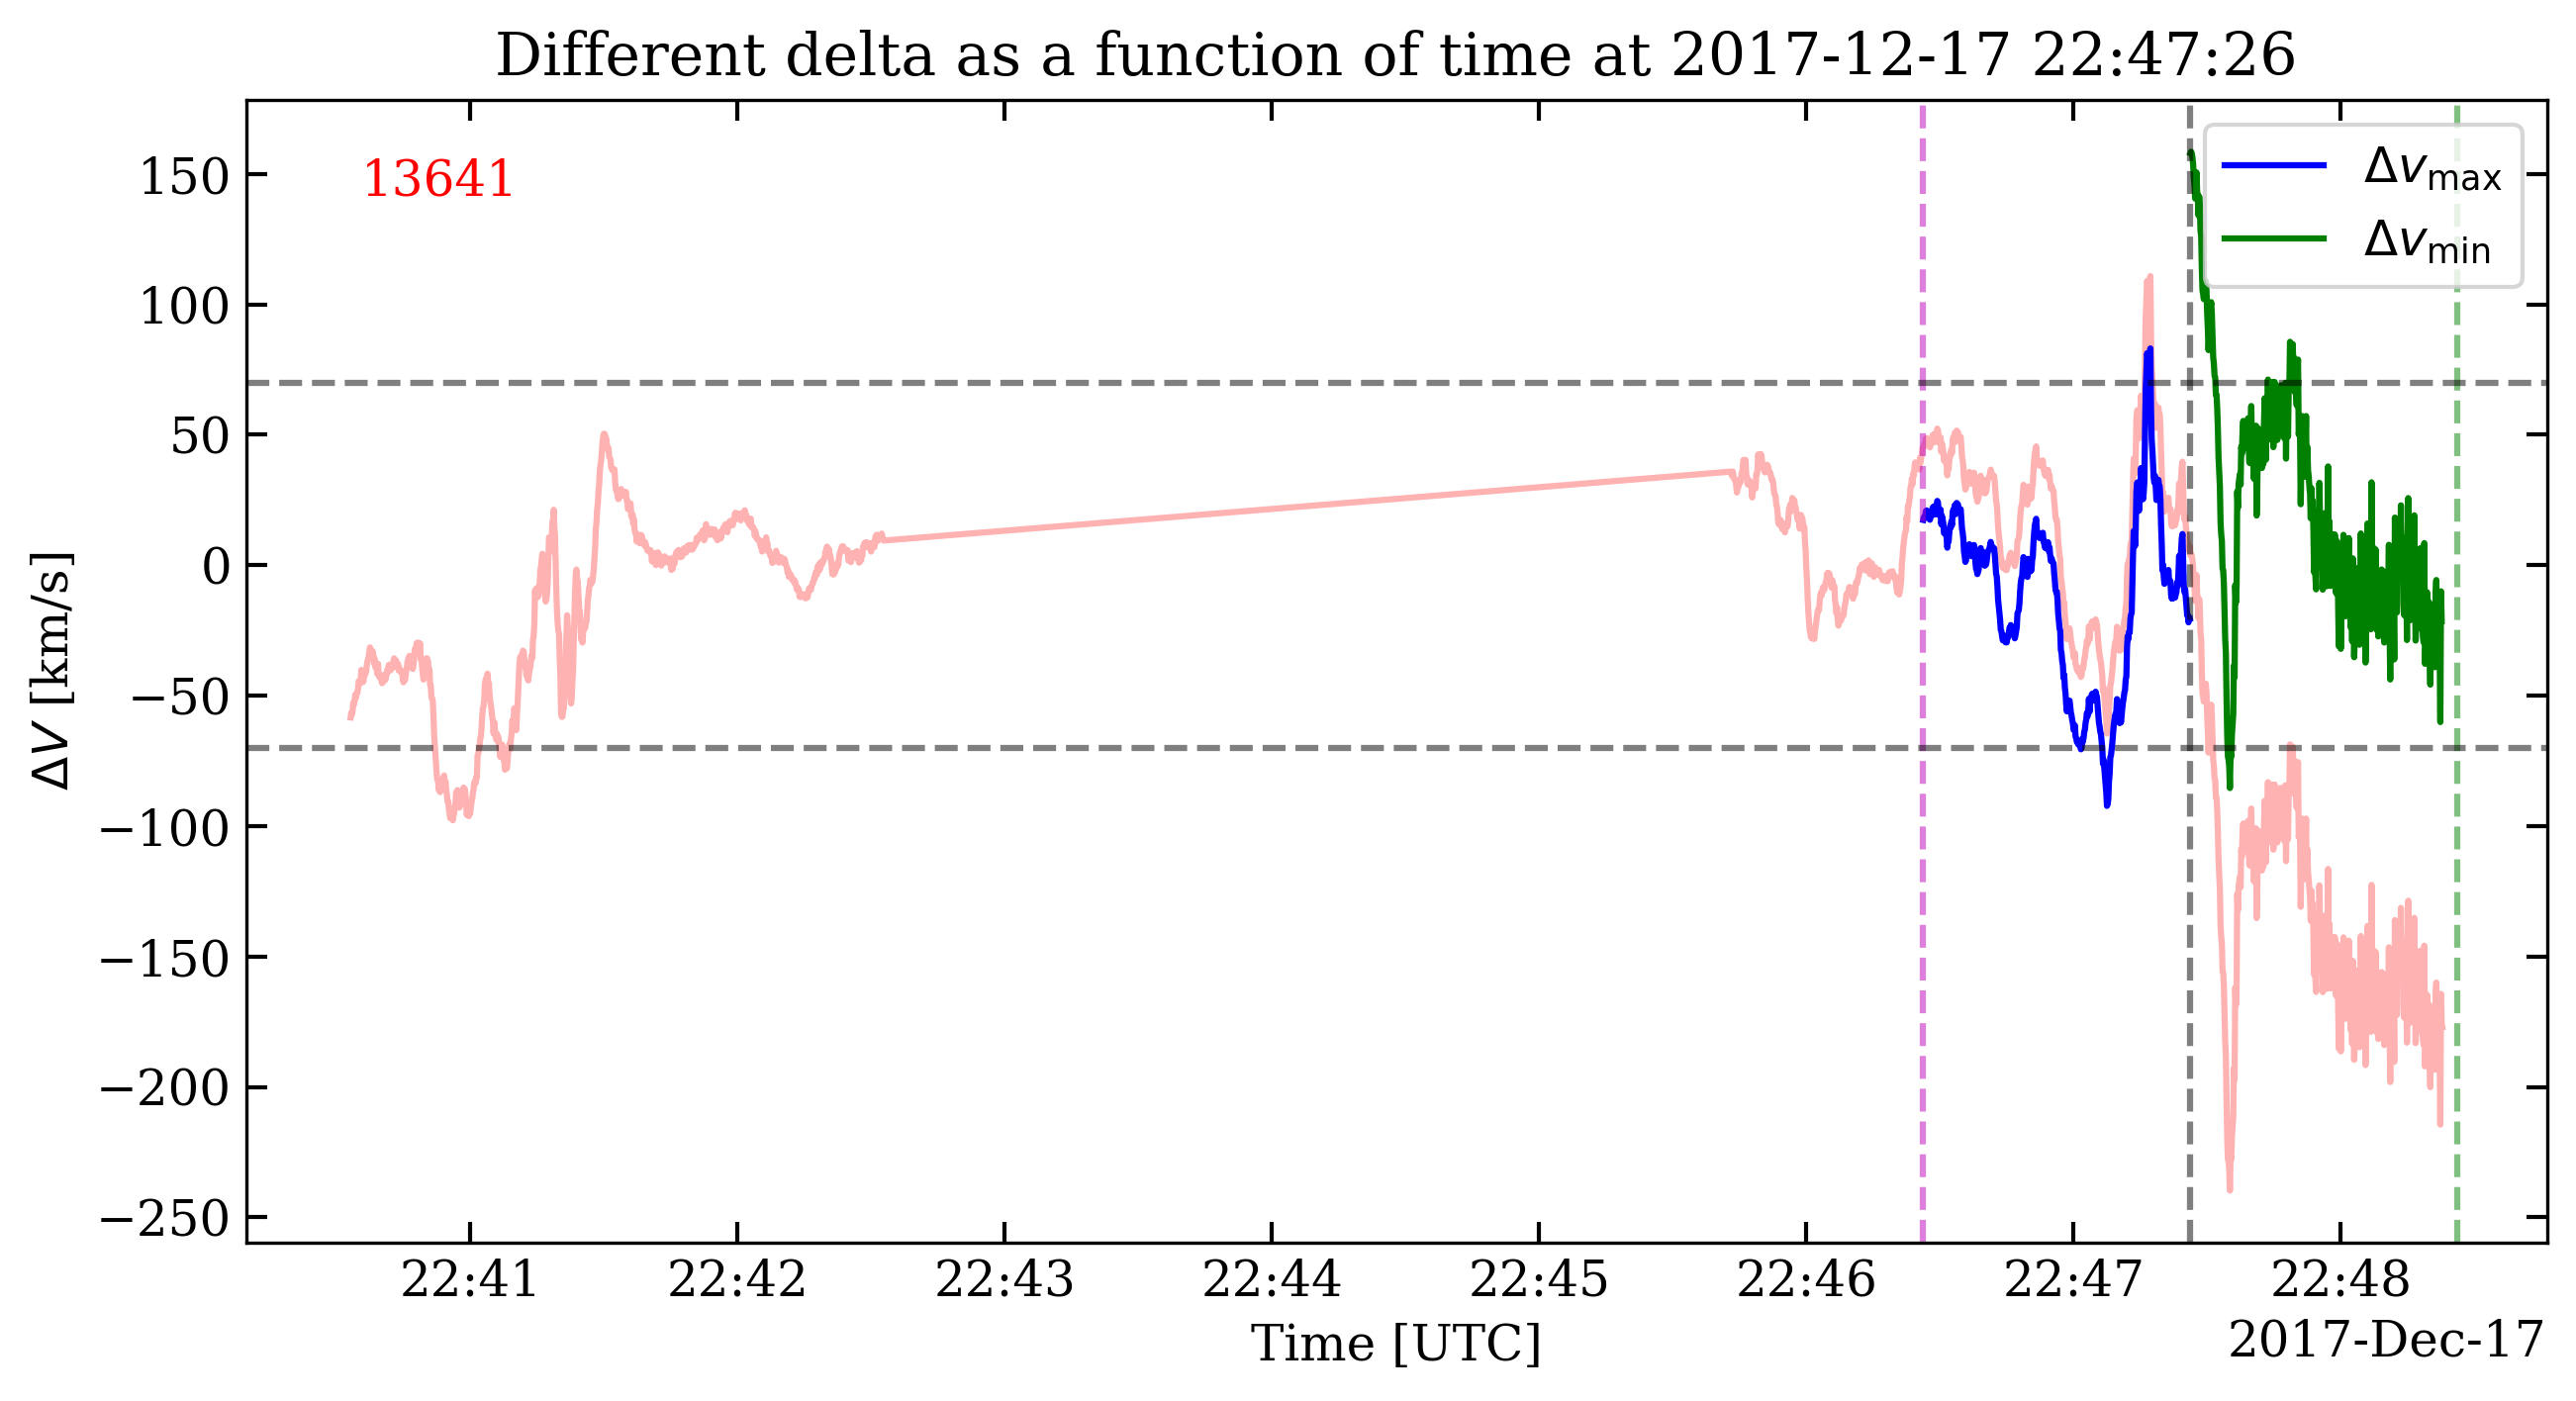 Different delta as a function of time at 2017-12-17 22:47:26
13641
Δv_max
Δv_min
150
100
50
0
−50
−100
−150
−200
−250
ΔV [km/s]
22:41 22:42 22:43 22:44 22:45 22:46 22:47 22:48
Time [UTC]
2017-Dec-17